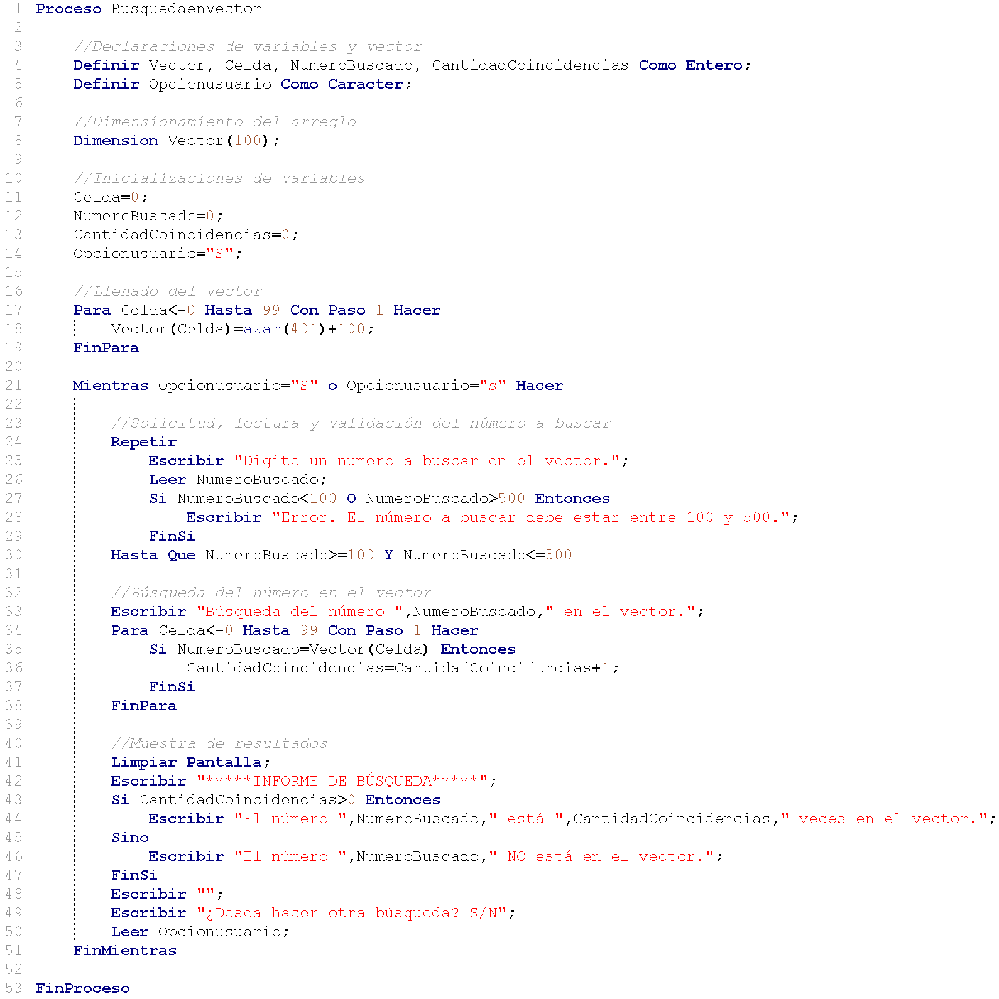 1 Proceso BusquedaenVector
2
3 //Declaraciones de variables y vector
4 Definir Vector, Celda, NumeroBuscado, CantidadCoincidencias Como Entero;
5 Definir Opcionusuario Como Caracter;
6
7 //Dimensionamiento del arreglo
8 Dimension Vector(100);
9
10 //Inicializaciones de variables
11 Celda=0;
12 NumeroBuscado=0;
13 CantidadCoincidencias=0;
14 Opcionusuario="S";
15
16 //Llenado del vector
17 Para Celda<-0 Hasta 99 Con Paso 1 Hacer
18 Vector(Celda)=azar(401)+100;
19 FinPara
20
21 Mientras Opcionusuario="S" o Opcionusuario="s" Hacer
22
23 //Solicitud, lectura y validación del número a buscar
24 Repetir
25 Escribir "Digite un número a buscar en el vector.";
26 Leer NumeroBuscado;
27 Si NumeroBuscado<100 O NumeroBuscado>500 Entonces
28 Escribir "Error. El número a buscar debe estar entre 100 y 500.";
29 FinSi
30 Hasta Que NumeroBuscado>=100 Y NumeroBuscado<=500
31
32 //Búsqueda del número en el vector
33 Escribir "Búsqueda del número ",NumeroBuscado," en el vector.";
34 Para Celda<-0 Hasta 99 Con Paso 1 Hacer
35 Si NumeroBuscado=Vector(Celda) Entonces
36 CantidadCoincidencias=CantidadCoincidencias+1;
37 FinSi
38 FinPara
39
40 //Muestra de resultados
41 Limpiar Pantalla;
42 Escribir "*****INFORME DE BÚSQUEDA*****";
43 Si CantidadCoincidencias>0 Entonces
44 Escribir "El número ",NumeroBuscado," está ",CantidadCoincidencias," veces en el vector.";
45 Sino
46 Escribir "El número ",NumeroBuscado," NO está en el vector.";
47 FinSi
48 Escribir "";
49 Escribir "¿Desea hacer otra búsqueda? S/N";
50 Leer Opcionusuario;
51 FinMientras
52
53 FinProceso